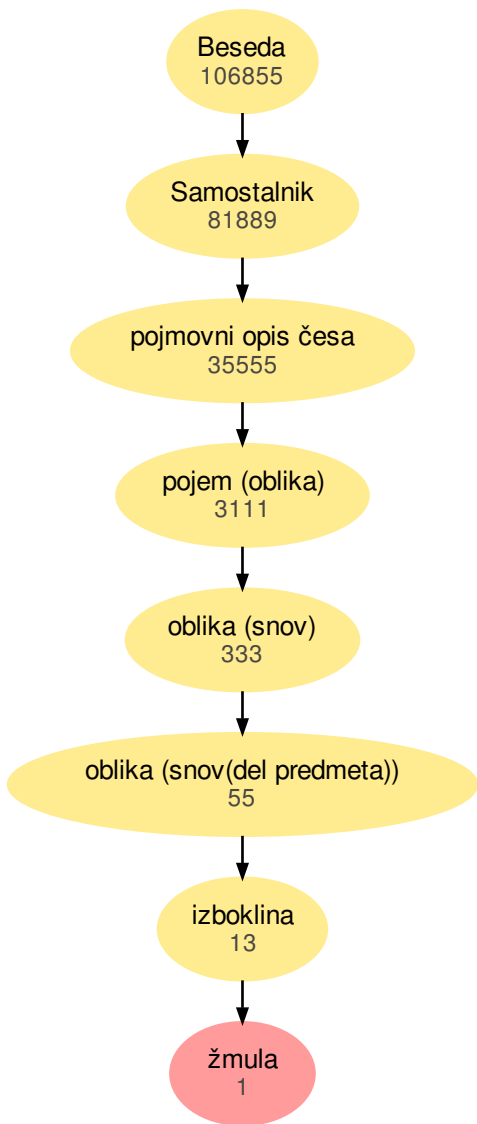 Beseda
106855
Samostalnik
81889
pojmovni opis česa
35555
pojem (oblika)
3111
oblika (snov)
333
oblika (snov(del predmeta))
55
izboklina
13
žmula
1